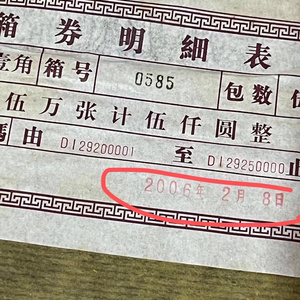 箱券明細表
壹角 箱号 0585 包数
伍万张计伍仟圆整
由 D129200001 至 D129250000 止
2006年 2月 8日